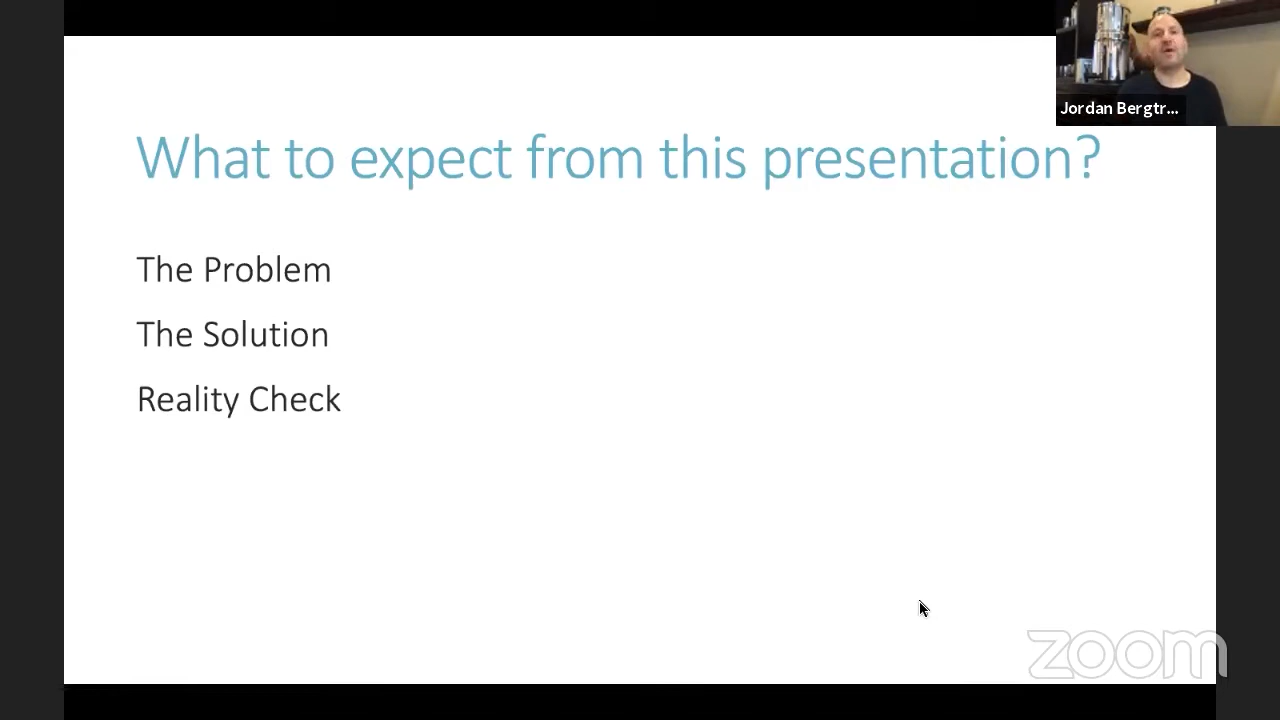 Jordan Bergtr...
What to expect from this presentation?
The Problem
The Solution
Reality Check
zoom